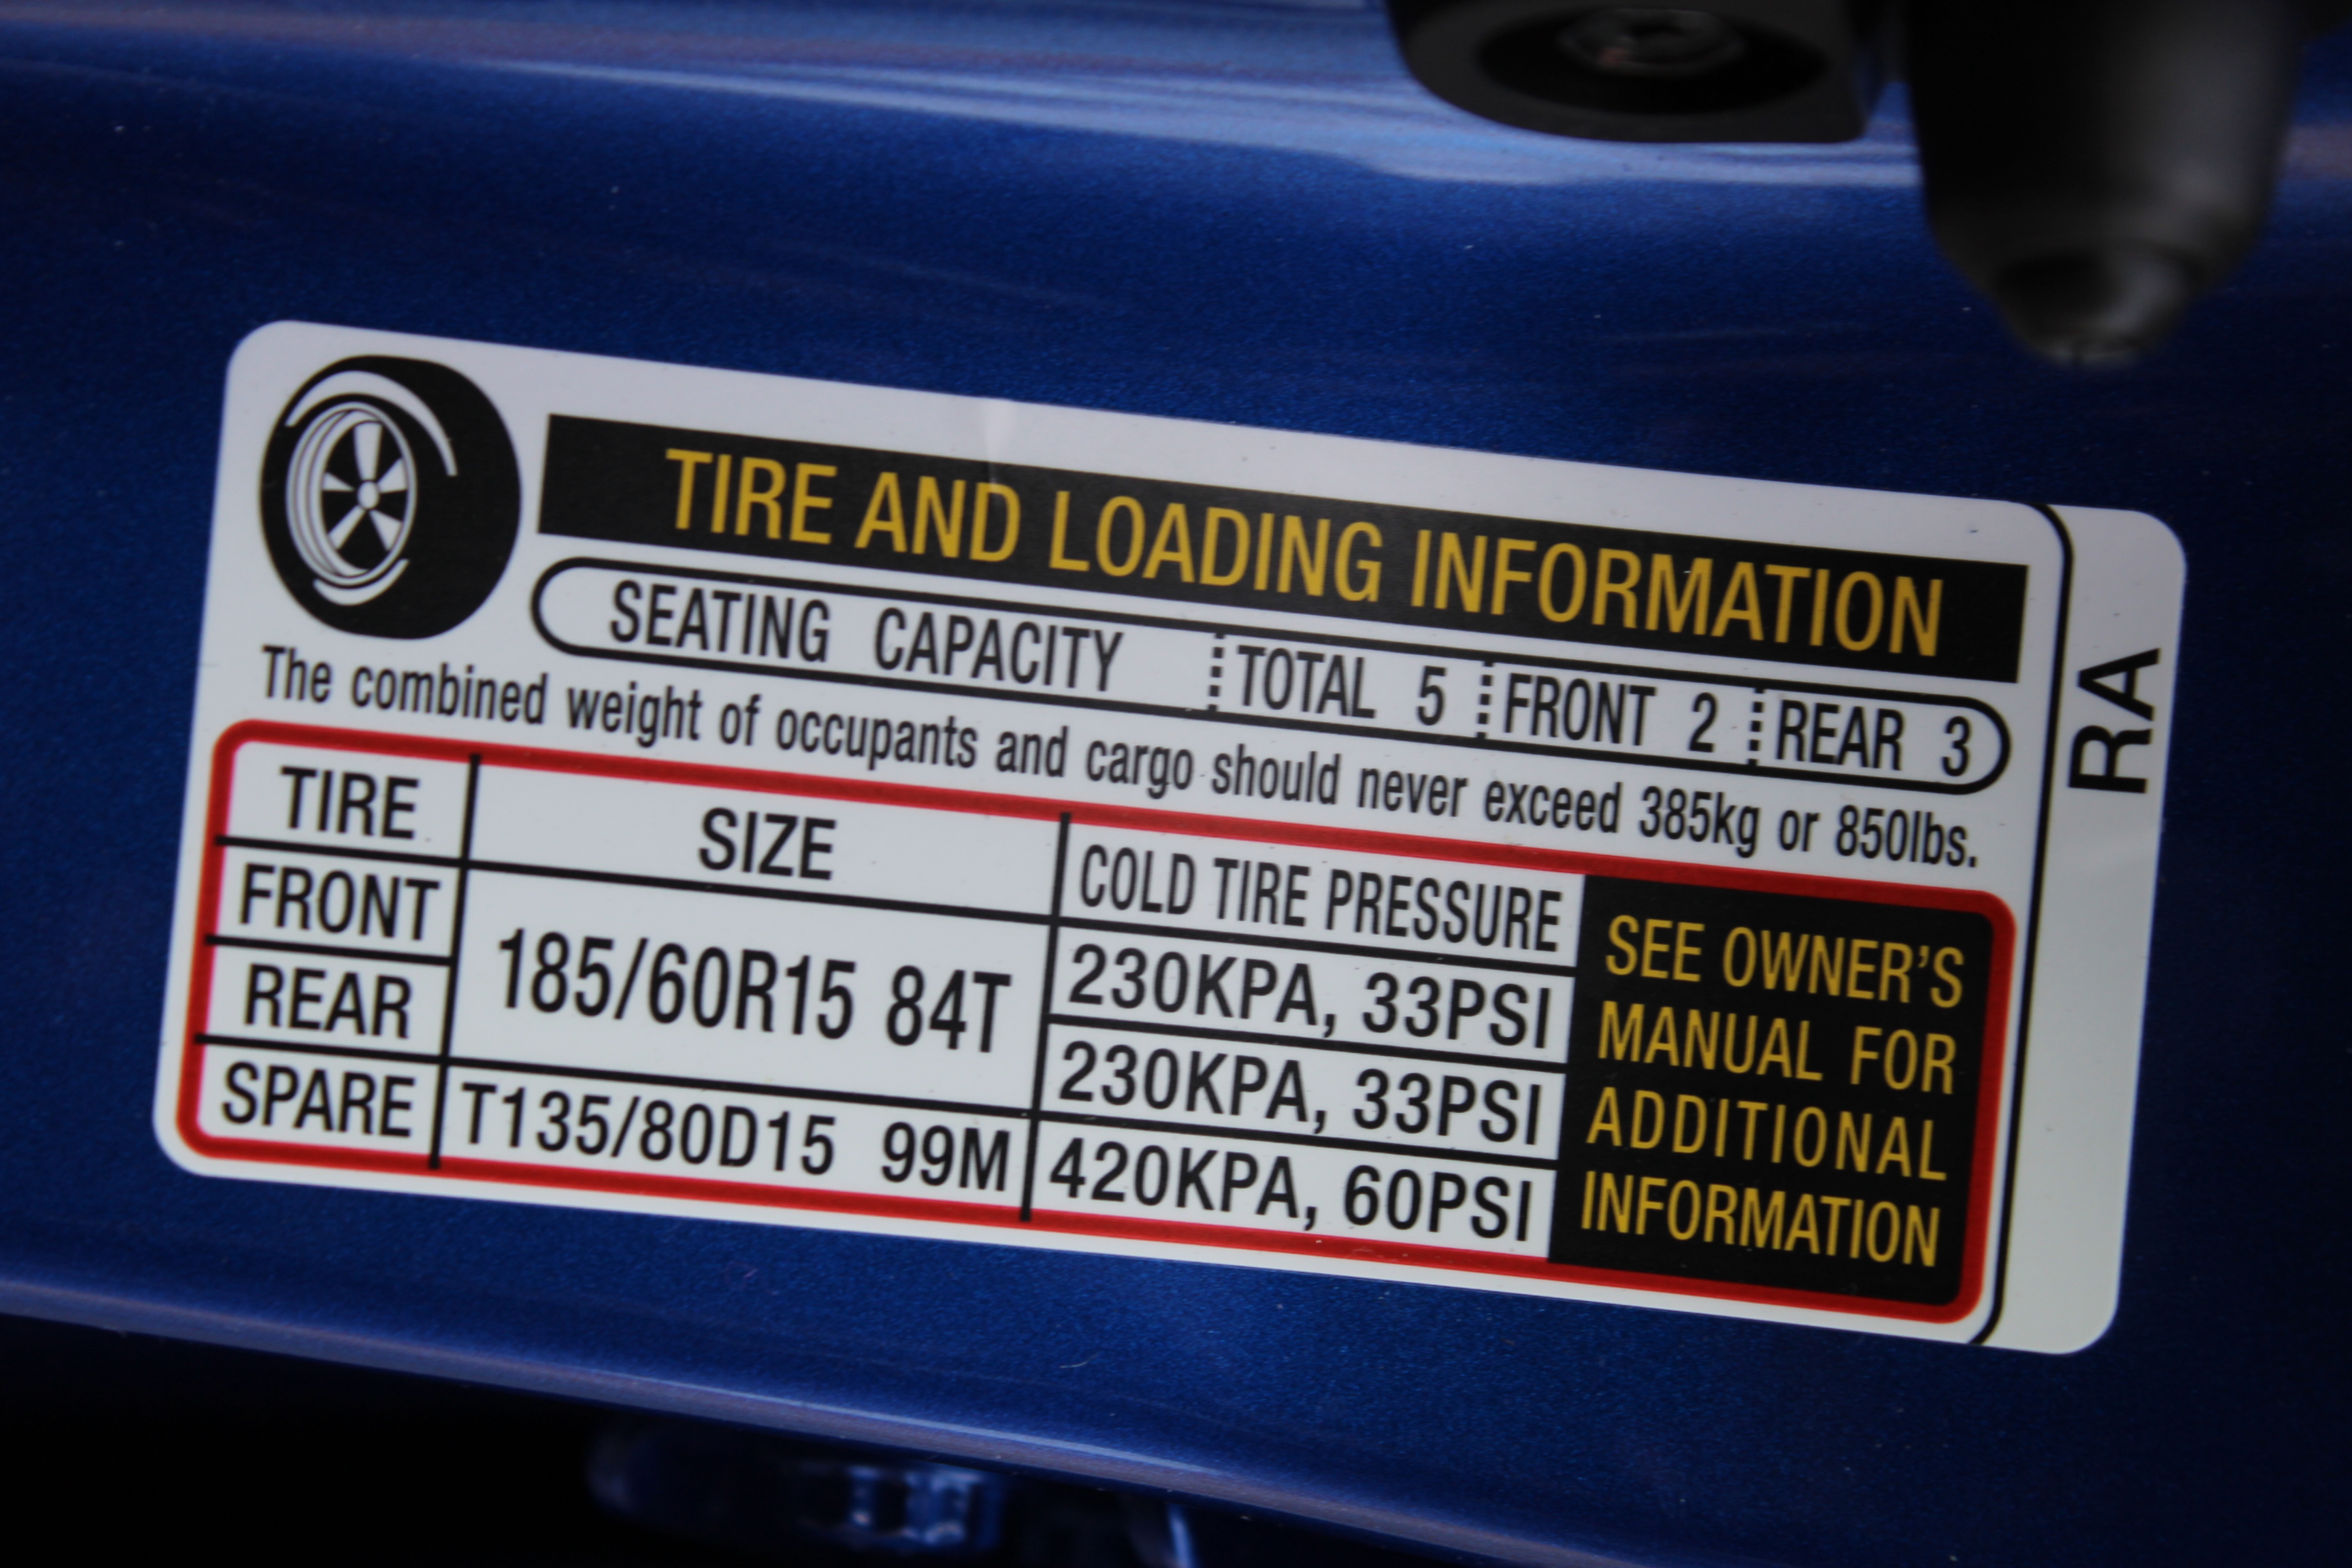 TIRE AND LOADING INFORMATION
SEATING CAPACITY TOTAL 5 FRONT 2 REAR 3
The combined weight of occupants and cargo should never exceed 385kg or 850lbs.
TIRE SIZE COLD TIRE PRESSURE
FRONT 185/60R15 84T 230KPA, 33PSI
REAR 230KPA, 33PSI
SPARE T135/80D15 99M 420KPA, 60PSI
SEE OWNER'S
MANUAL FOR
ADDITIONAL
INFORMATION
RA